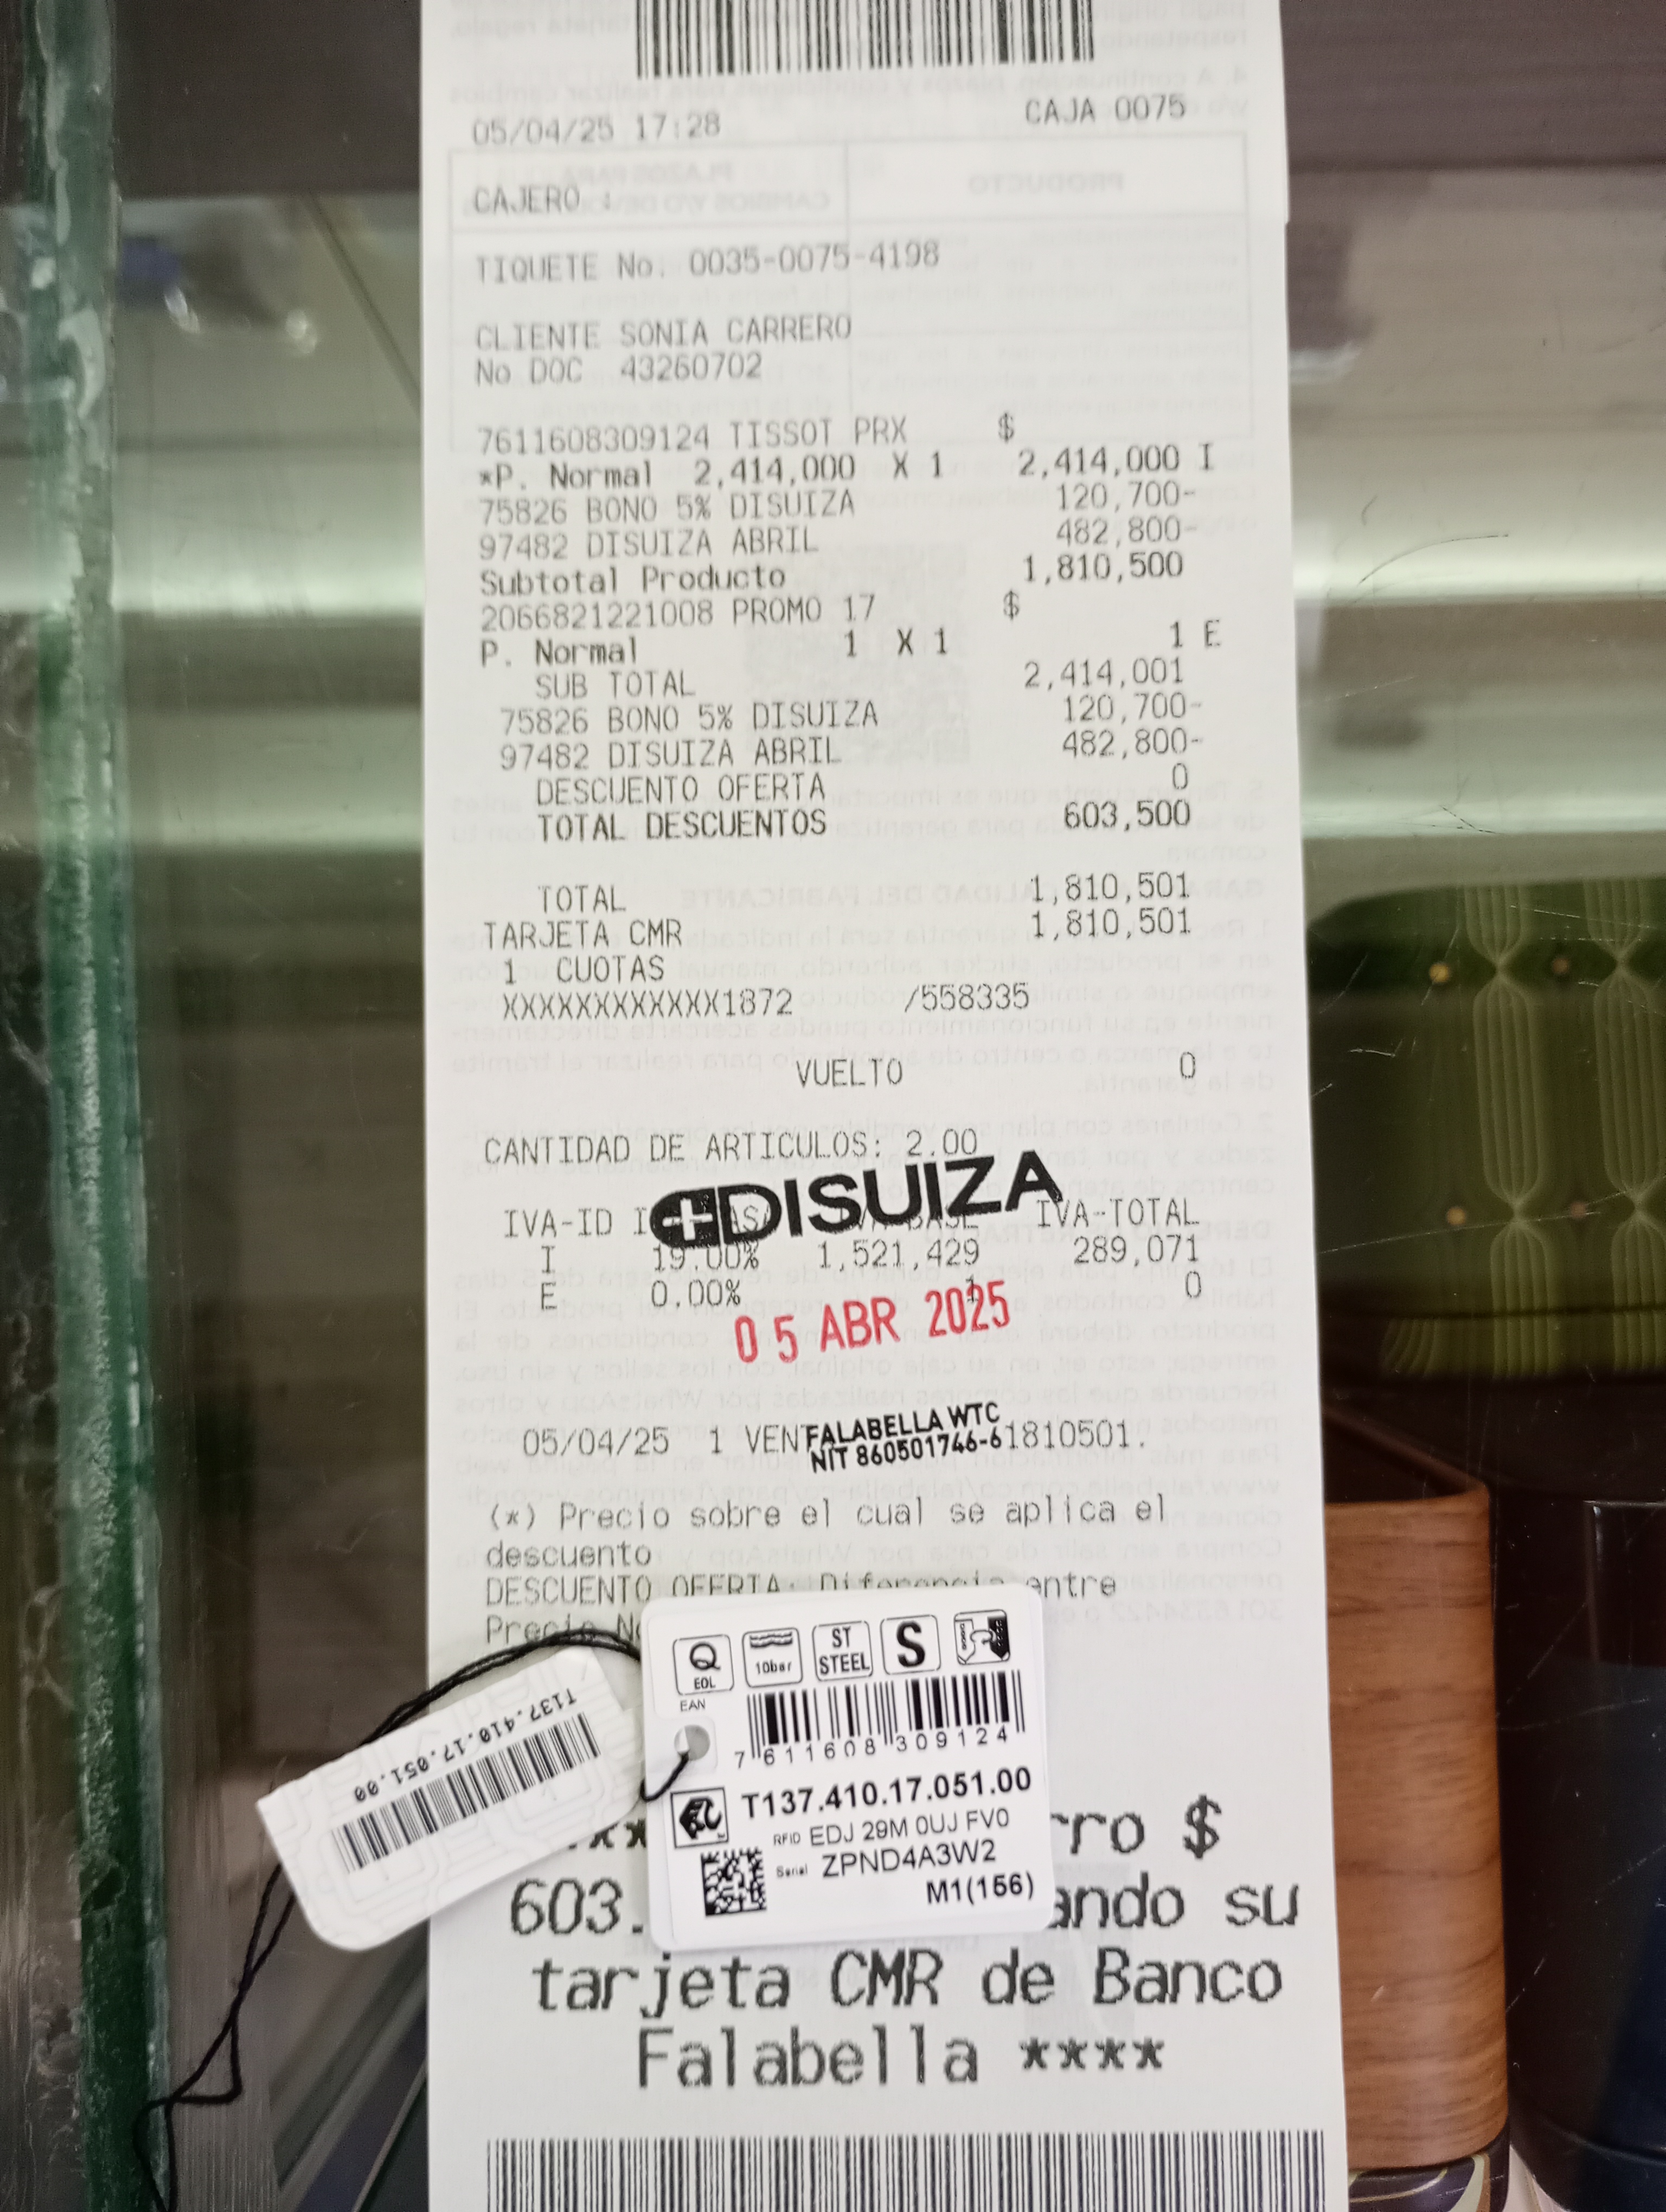 05/04/25 17:28 CAJA 0075
CAJERO :
TIQUETE No. 0035-0075-4198
CLIENTE SONIA CARRERO
No DOC 43260702
7611608309124 TISSOT PRX $
*P. Normal 2,414,000 X 1 2,414,000 I
75826 BONO 5% DISUIZA 120,700-
97482 DISUIZA ABRIL 482,800-
Subtotal Producto 1,810,500
2066821221008 PROMO 17 $
P. Normal 1 X 1 1 E
SUB TOTAL 2,414,001
75826 BONO 5% DISUIZA 120,700-
97482 DISUIZA ABRIL 482,800-
DESCUENTO OFERTA 0
TOTAL DESCUENTOS 603,500
TOTAL 1,810,501
TARJETA CMR 1,810,501
1 CUOTAS
XXXXXXXXXXXX1872 /558335
VUELTO 0
CANTIDAD DE ARTICULOS: 2.00
DISUIZA
IVA-ID IVA-BASE IVA-TOTAL
I 19.00% 1,521,429 289,071
E 0.00% 1 0
05 ABR 2025
FALABELLA WTC
05/04/25 1 VEN 1810501.
NIT 860501746-6
(*) Precio sobre el cual se aplica el
descuento
DESCUENTO OFERTA: Diferencia entre
Precio
Q EOL 10bar ST STEEL S
EAN
7 611608 309124
T137.410.17.051.00
T137.410.17.051.00
RFID EDJ 29M 0UJ FV0
Serial ZPND4A3W2
M1(156)
rro $
603. ando su
tarjeta CMR de Banco
Falabella ****